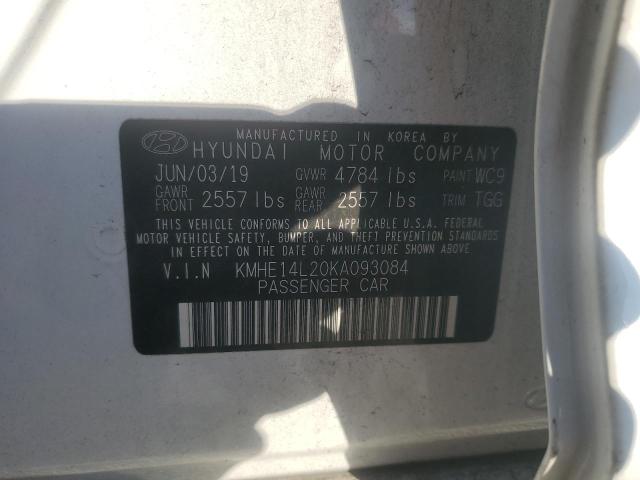 MANUFACTURED IN KOREA BY
HYUNDAI MOTOR COMPANY
JUN/03/19 GVWR 4784 lbs PAINT WC9
GAWR FRONT 2557 lbs GAWR REAR 2557 lbs TRIM TGG
THIS VEHICLE CONFORMS TO ALL APPLICABLE U.S.A. FEDERAL
MOTOR VEHICLE SAFETY, BUMPER, AND THEFT PREVENTION STANDARDS
IN EFFECT ON THE DATE OF MANUFACTURE SHOWN ABOVE.
V.I.N KMHE14L20KA093084
PASSENGER CAR